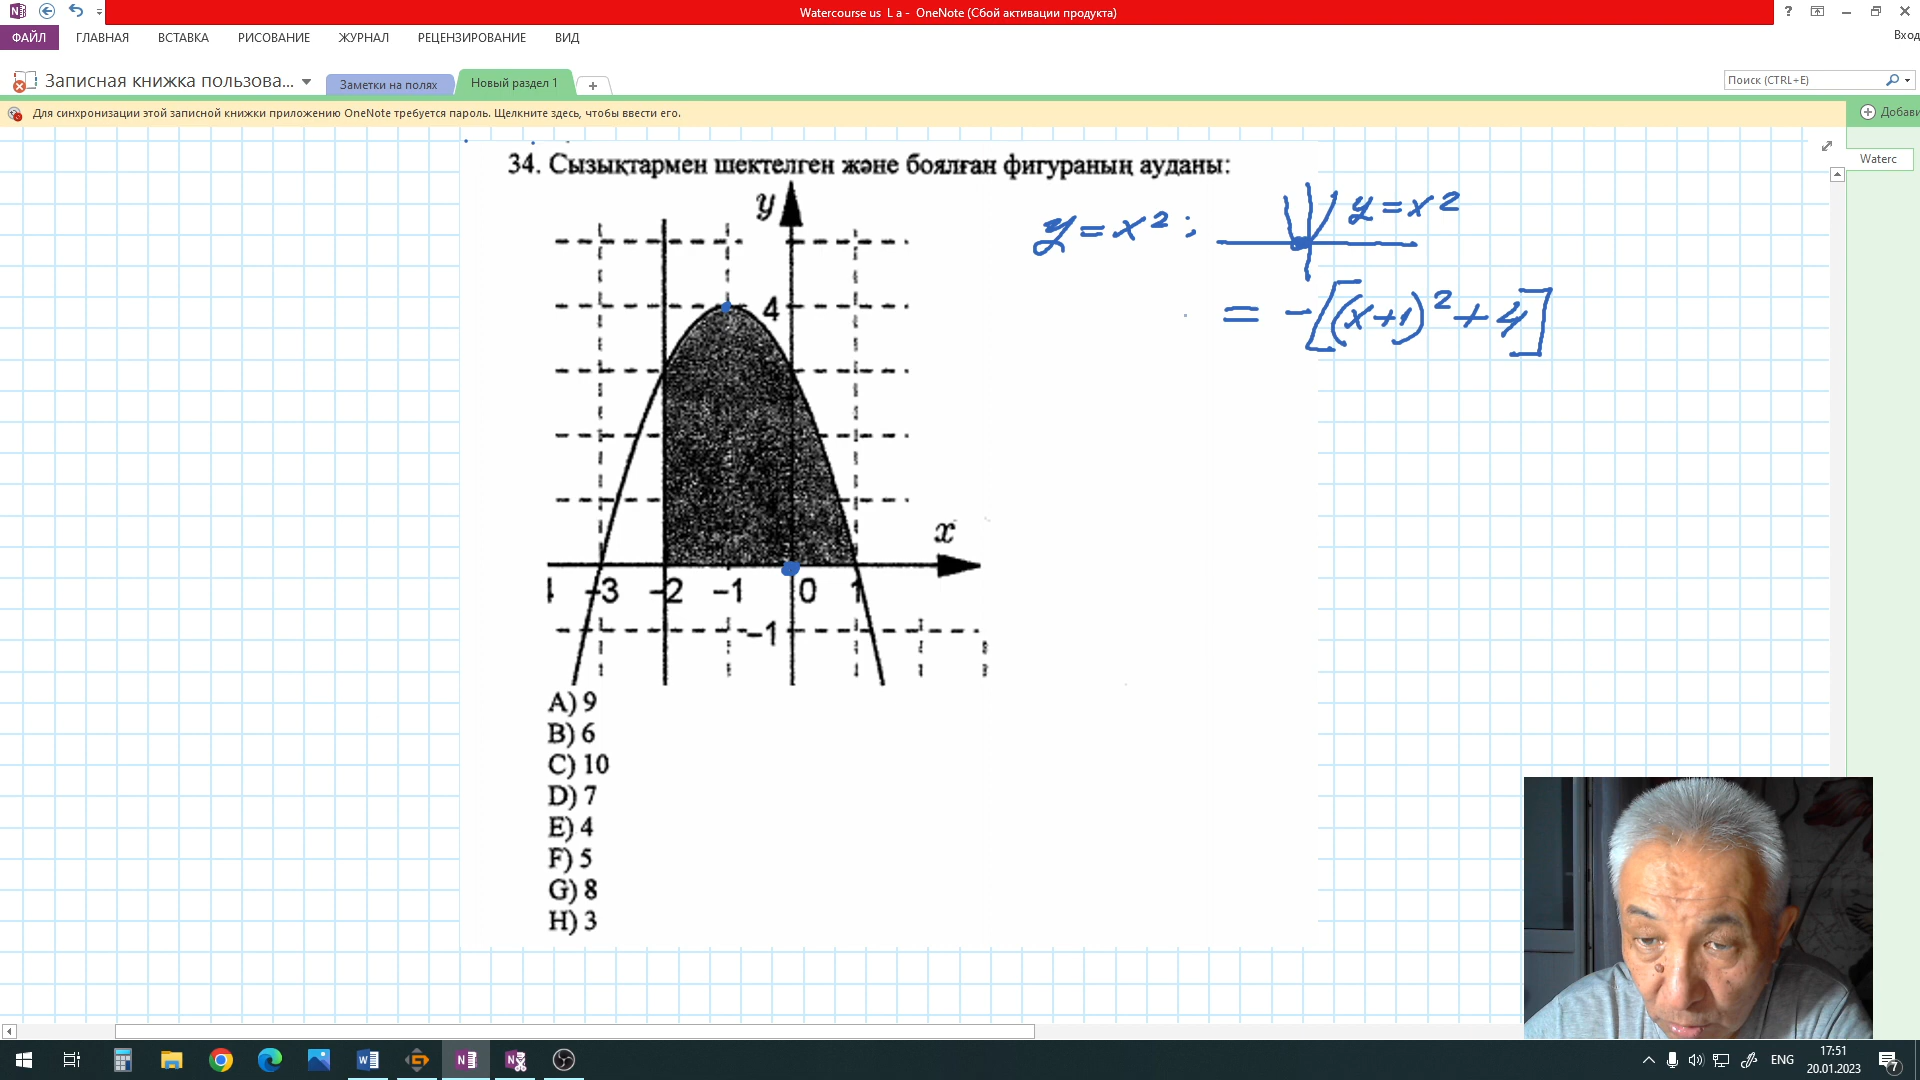 Watercourse us L a - OneNote (Сбой активации продукта)
ФАЙЛ ГЛАВНАЯ ВСТАВКА РИСОВАНИЕ ЖУРНАЛ РЕЦЕНЗИРОВАНИЕ ВИД
Вход
Записная книжка пользова...
Заметки на полях
Новый раздел 1
Поиск (CTRL+E)
Для синхронизации этой записной книжки приложению OneNote требуется пароль. Щелкните здесь, чтобы ввести его.
Добави
Waterc
34. Сызықтармен шектелген және боялған фигураның ауданы:
y
4
x
-3 -2 -1 0 1
-1
y = x²;
y = x²
= -[(x+1)²+4]
A) 9
B) 6
C) 10
D) 7
E) 4
F) 5
G) 8
H) 3
ENG
17:51
20.01.2023
7